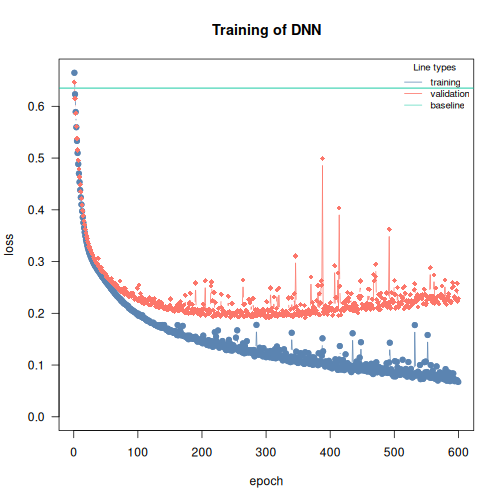 Training of DNN
Line types
training
validation
baseline
loss
0.6
0.5
0.4
0.3
0.2
0.1
0.0
0 100 200 300 400 500 600
epoch